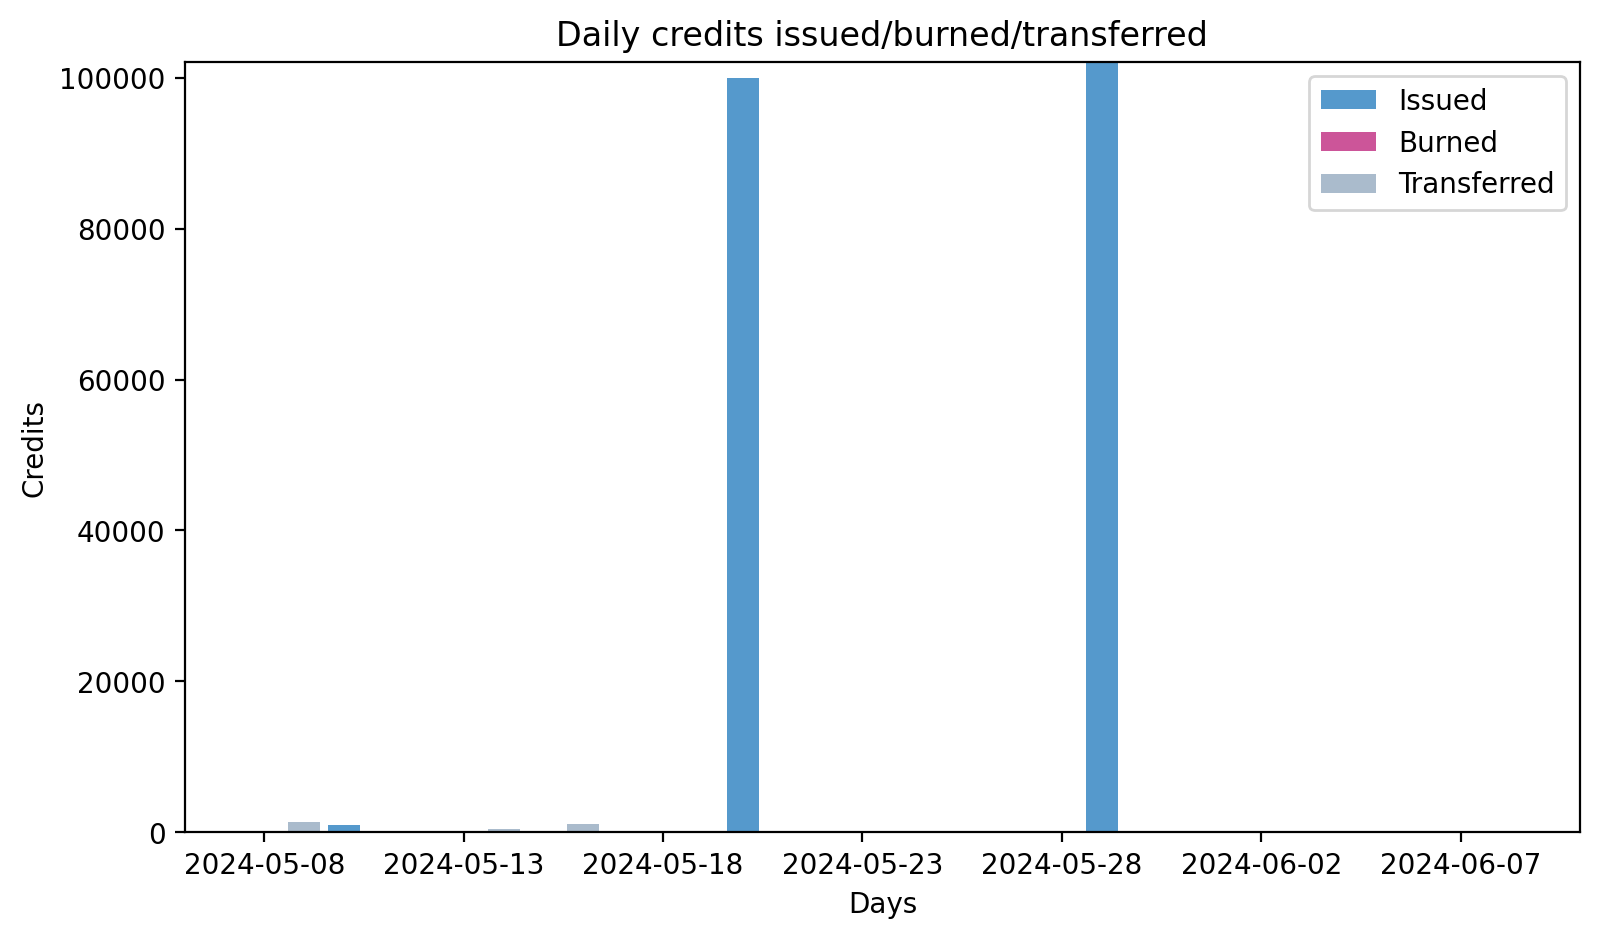 Daily credits issued/burned/transferred
100000
80000
60000
40000
20000
0
Credits
Issued
Burned
Transferred
2024-05-08 2024-05-13 2024-05-18 2024-05-23 2024-05-28 2024-06-02 2024-06-07
Days